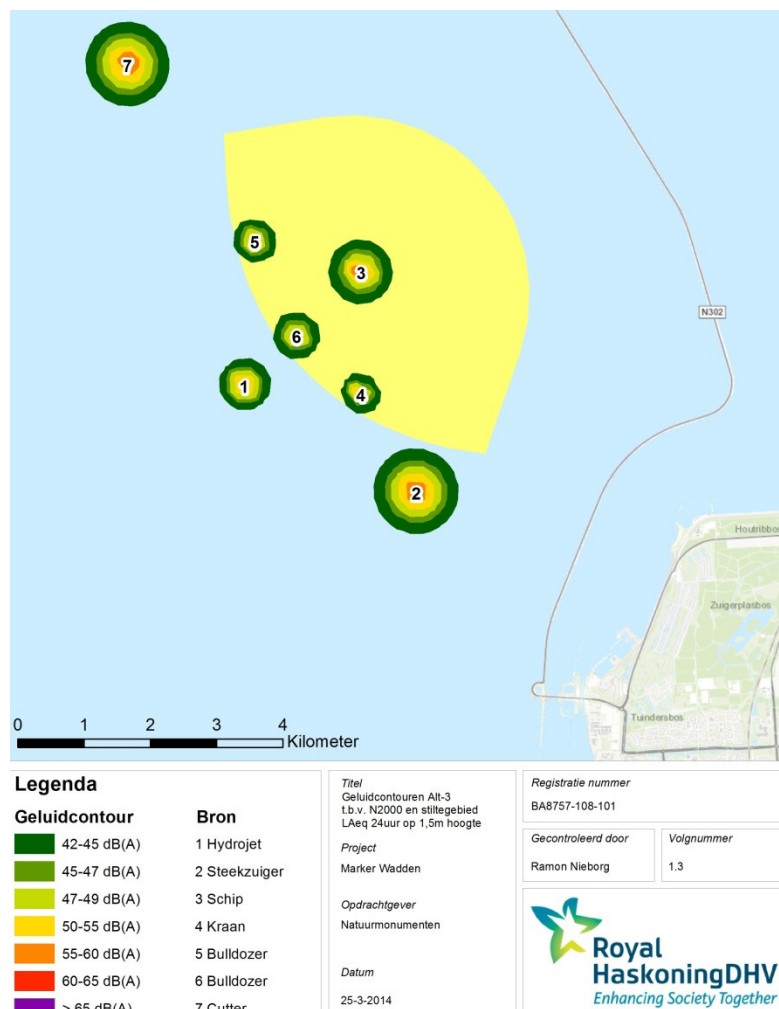 7
5
3
N302
6
1
4
2
Houtribbos
Zuigerplasbos
Tuindersbos
0 1 2 3 4
Kilometer
Legenda
Geluidcontour Bron
42-45 dB(A) 1 Hydrojet
45-47 dB(A) 2 Steekzuiger
47-49 dB(A) 3 Schip
50-55 dB(A) 4 Kraan
55-60 dB(A) 5 Bulldozer
60-65 dB(A) 6 Bulldozer
> 65 dB(A) 7 Cutter
Titel
Geluidcontouren Alt-3
t.b.v. N2000 en stiltegebied
LAeq 24uur op 1,5m hoogte
Project
Marker Wadden
Opdrachtgever
Natuurmonumenten
Datum
25-3-2014
Registratie nummer
BA8757-108-101
Gecontroleerd door Volgnummer
Ramon Nieborg 1.3
Royal
HaskoningDHV
Enhancing Society Together